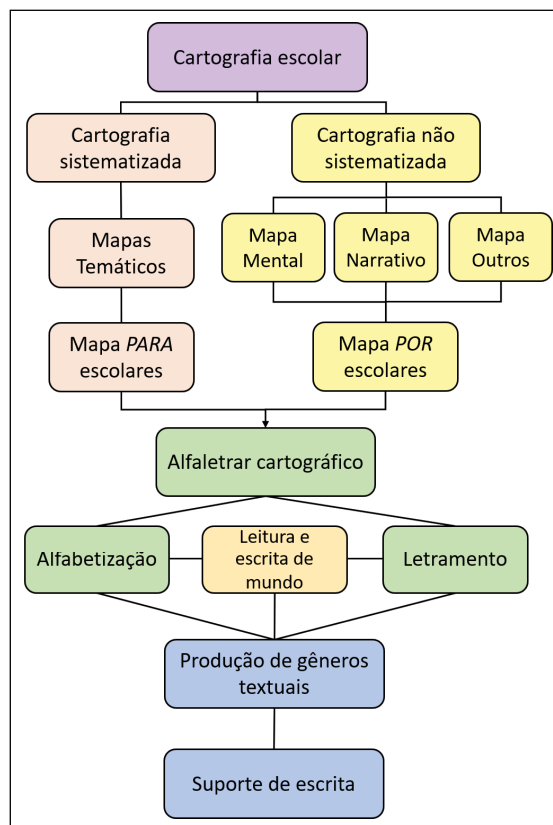 Cartografia escolar
Cartografia
sistematizada
Cartografia não
sistematizada
Mapas
Temáticos
Mapa
Mental
Mapa
Narrativo
Mapa
Outros
Mapa PARA
escolares
Mapa POR
escolares
Alfaletrar cartográfico
Alfabetização
Leitura e
escrita de
mundo
Letramento
Produção de gêneros
textuais
Suporte de escrita